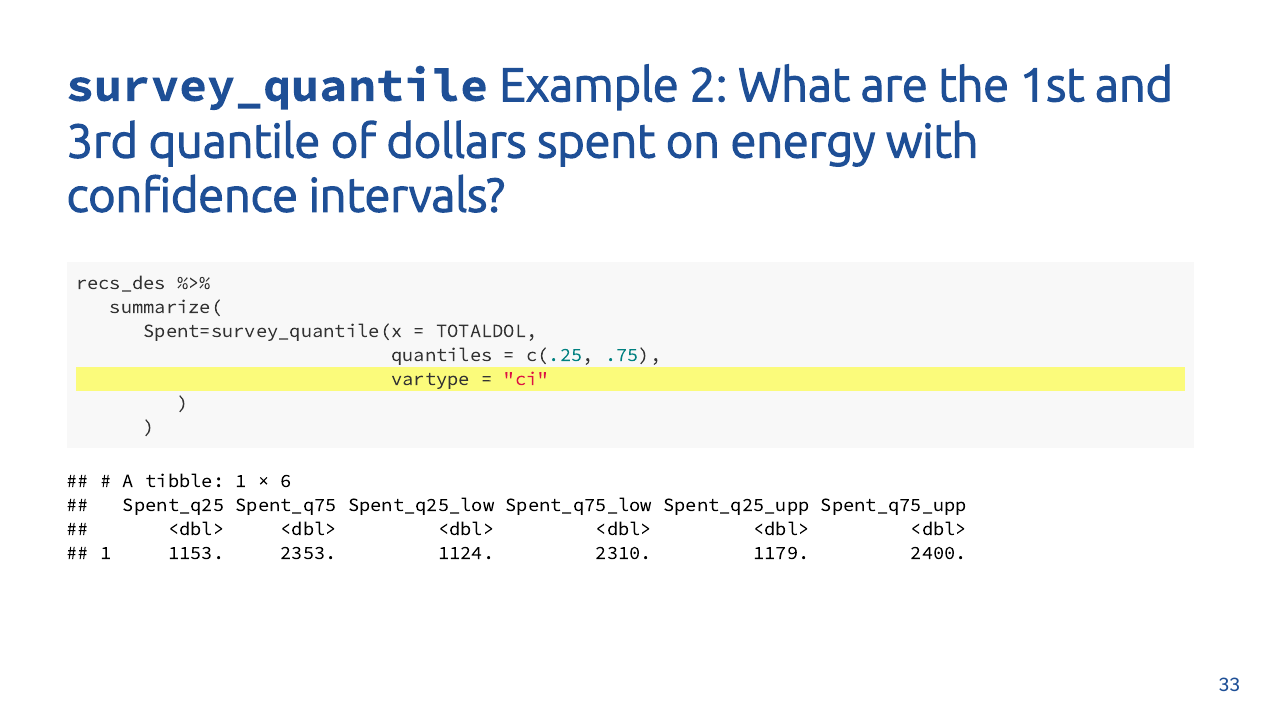 survey_quantile Example 2: What are the 1st and
3rd quantile of dollars spent on energy with
confidence intervals?
recs_des %>%
   summarize(
      Spent=survey_quantile(x = TOTALDOL,
                            quantiles = c(.25, .75),
                            vartype = "ci"
         )
      )
## # A tibble: 1 × 6
##   Spent_q25 Spent_q75 Spent_q25_low Spent_q75_low Spent_q25_upp Spent_q75_upp
##       <dbl>     <dbl>         <dbl>         <dbl>         <dbl>         <dbl>
## 1     1153.     2353.         1124.         2310.         1179.         2400.
33